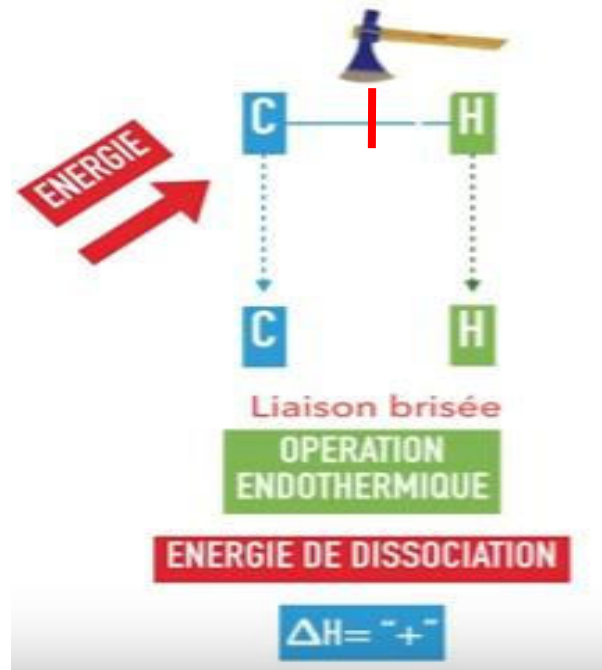 C H
ENERGIE
C H
Liaison brisée
OPERATION
ENDOTHERMIQUE
ENERGIE DE DISSOCIATION
ΔH= "+"